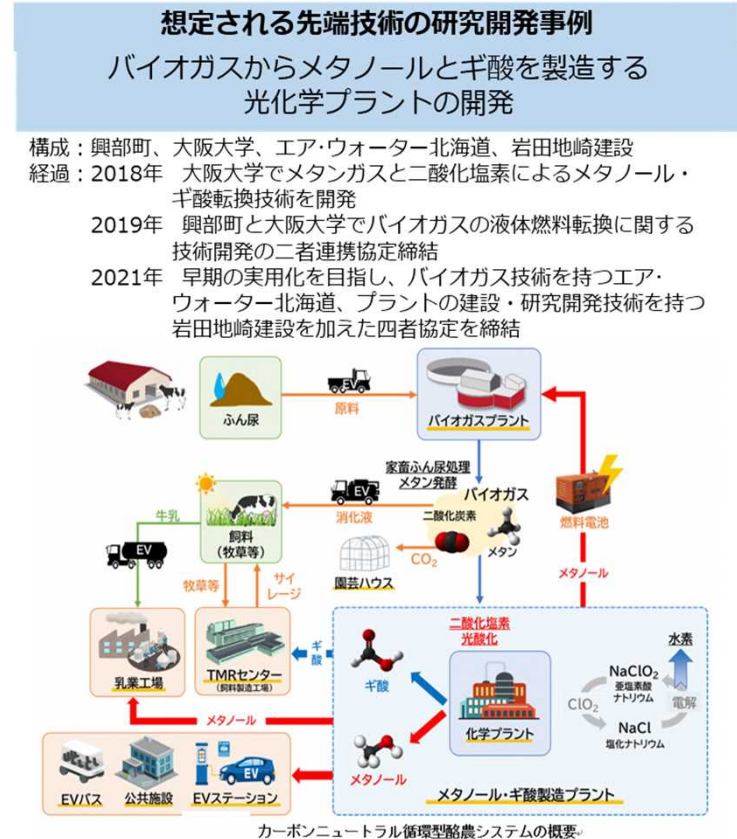 想定される先端技術の研究開発事例
バイオガスからメタノールとギ酸を製造する
光化学プラントの開発
構成：興部町、大阪大学、エア･ウォーター北海道、岩田地崎建設
経過：2018年　大阪大学でメタンガスと二酸化塩素によるメタノール・
ギ酸転換技術を開発
2019年　興部町と大阪大学でバイオガスの液体燃料転換に関する
技術開発の二者連携協定締結
2021年　早期の実用化を目指し、バイオガス技術を持つエア･
ウォーター北海道、プラントの建設・研究開発技術を持つ
岩田地崎建設を加えた四者協定を締結
ふん尿
EV
原料
バイオガスプラント
家畜ふん尿処理
メタン発酵
バイオガス
二酸化炭素
メタン
EV
消化液
CO₂
園芸ハウス
燃料電池
メタノール
牛乳
EV
飼料
(牧草等)
牧草等
サイ
レージ
乳業工場
TMRセンター
(飼料製造工場)
ギ
酸
メタノール
二酸化塩素
光酸化
ギ酸
化学プラント
メタノール
水素
NaClO₂
亜塩素酸
ナトリウム
ClO₂
電解
NaCl
塩化ナトリウム
メタノール・ギ酸製造プラント
EVバス
公共施設
EV
EVステーション
カーボンニュートラル循環型酪農システムの概要